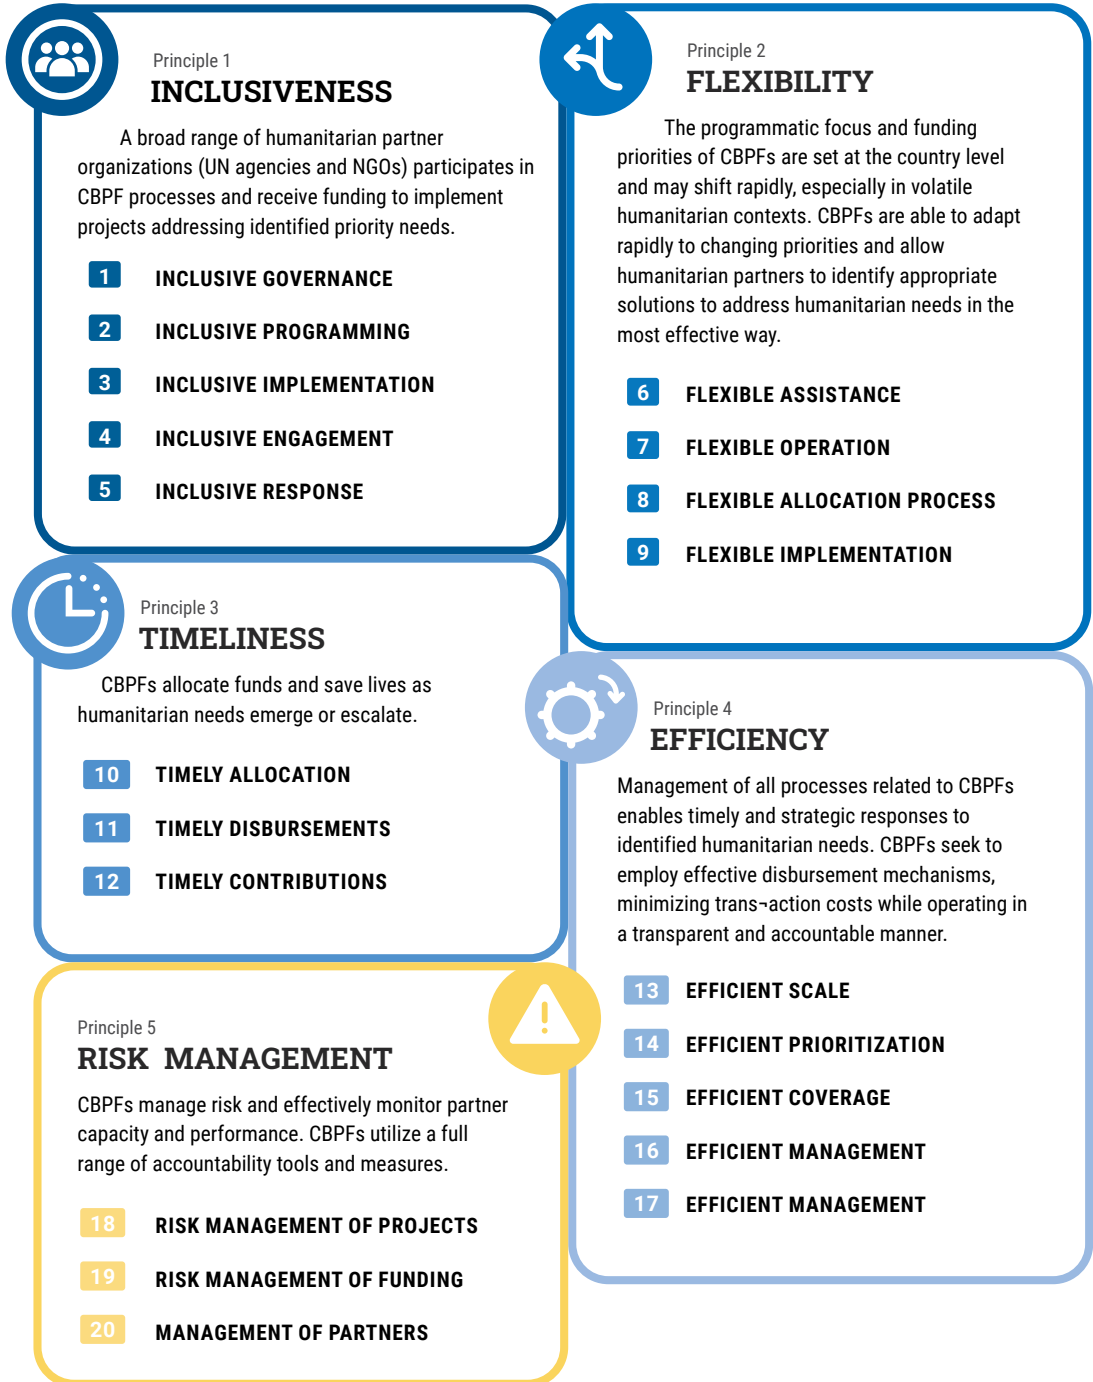 Principle 1
INCLUSIVENESS
A broad range of humanitarian partner
organizations (UN agencies and NGOs) participates in
CBPF processes and receive funding to implement
projects addressing identified priority needs.
1 INCLUSIVE GOVERNANCE
2 INCLUSIVE PROGRAMMING
3 INCLUSIVE IMPLEMENTATION
4 INCLUSIVE ENGAGEMENT
5 INCLUSIVE RESPONSE
Principle 2
FLEXIBILITY
The programmatic focus and funding
priorities of CBPFs are set at the country level
and may shift rapidly, especially in volatile
humanitarian contexts. CBPFs are able to adapt
rapidly to changing priorities and allow
humanitarian partners to identify appropriate
solutions to address humanitarian needs in the
most effective way.
6 FLEXIBLE ASSISTANCE
7 FLEXIBLE OPERATION
8 FLEXIBLE ALLOCATION PROCESS
9 FLEXIBLE IMPLEMENTATION
Principle 3
TIMELINESS
CBPFs allocate funds and save lives as
humanitarian needs emerge or escalate.
10 TIMELY ALLOCATION
11 TIMELY DISBURSEMENTS
12 TIMELY CONTRIBUTIONS
Principle 4
EFFICIENCY
Management of all processes related to CBPFs
enables timely and strategic responses to
identified humanitarian needs. CBPFs seek to
employ effective disbursement mechanisms,
minimizing trans¬action costs while operating in
a transparent and accountable manner.
13 EFFICIENT SCALE
14 EFFICIENT PRIORITIZATION
15 EFFICIENT COVERAGE
16 EFFICIENT MANAGEMENT
17 EFFICIENT MANAGEMENT
Principle 5
RISK MANAGEMENT
CBPFs manage risk and effectively monitor partner
capacity and performance. CBPFs utilize a full
range of accountability tools and measures.
18 RISK MANAGEMENT OF PROJECTS
19 RISK MANAGEMENT OF FUNDING
20 MANAGEMENT OF PARTNERS